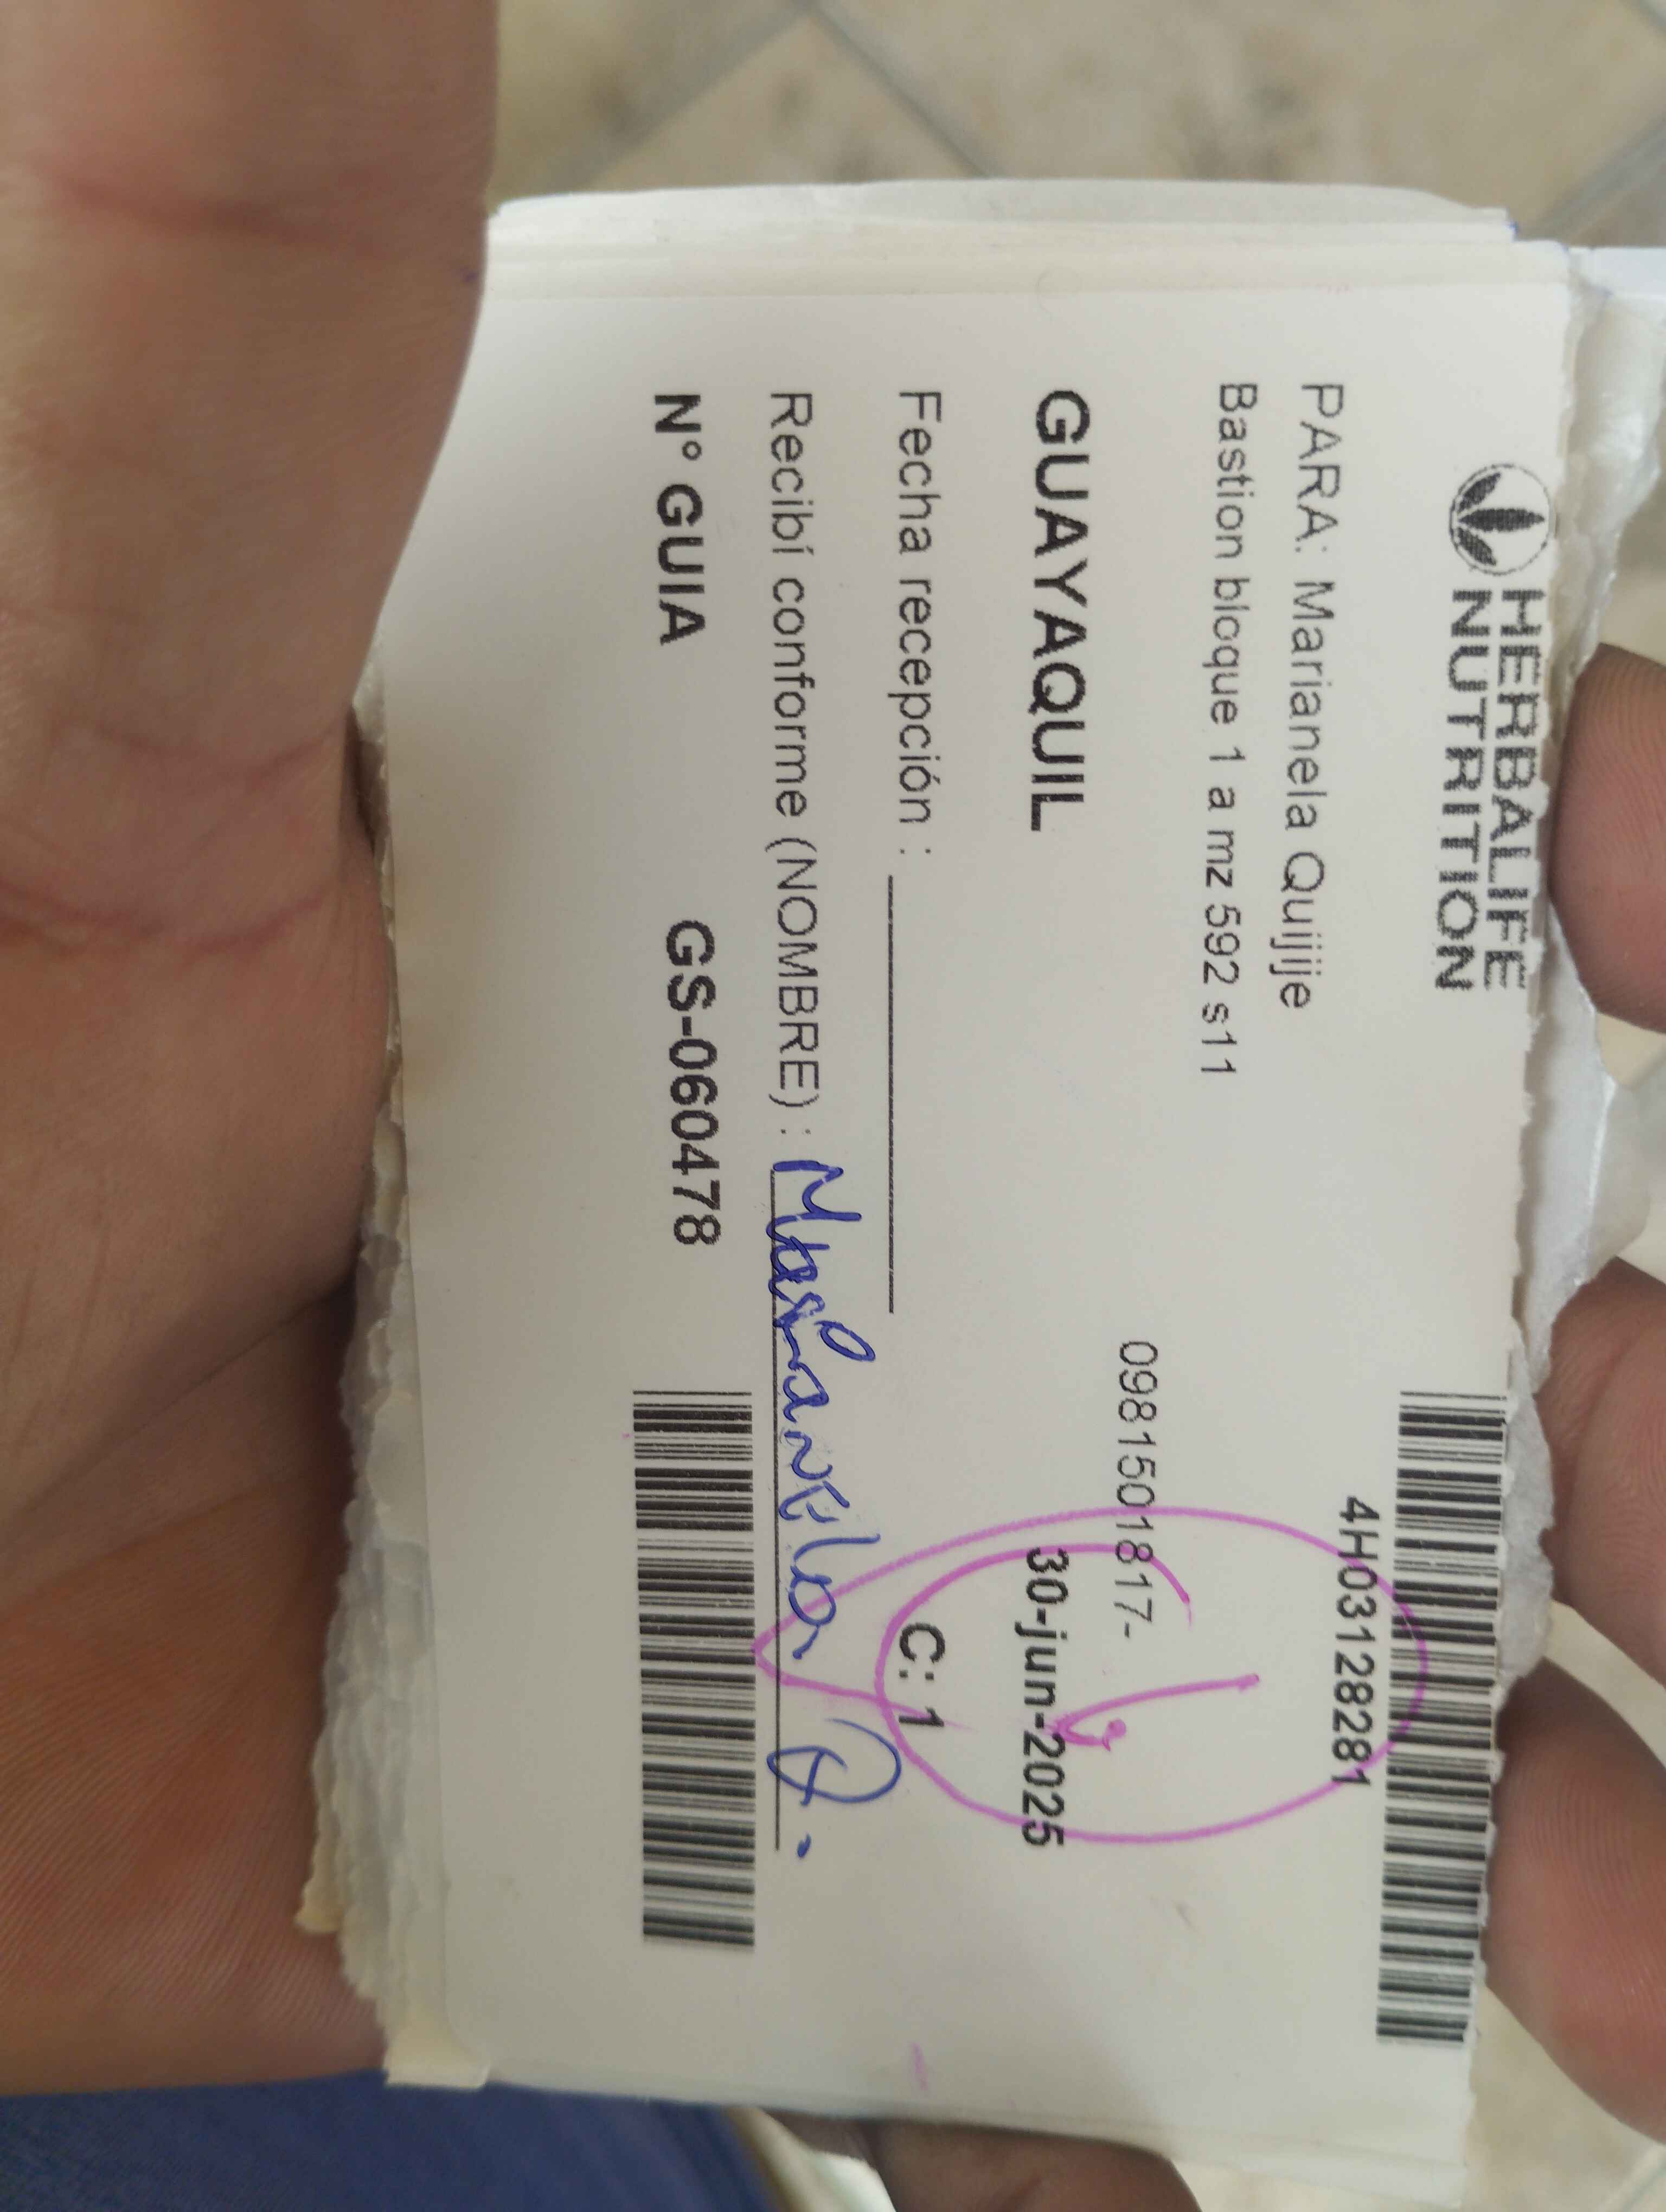 HERBALIFE
NUTRITION
4H03128281
PARA: Marianela Quijije
Bastion bloque 1 a mz 592 s11
0981501817-
GUAYAQUIL
30-jun-2025
Fecha recepción :
C: 1
Recibí conforme (NOMBRE) : Marianela Q.
N° GUIA GS-060478